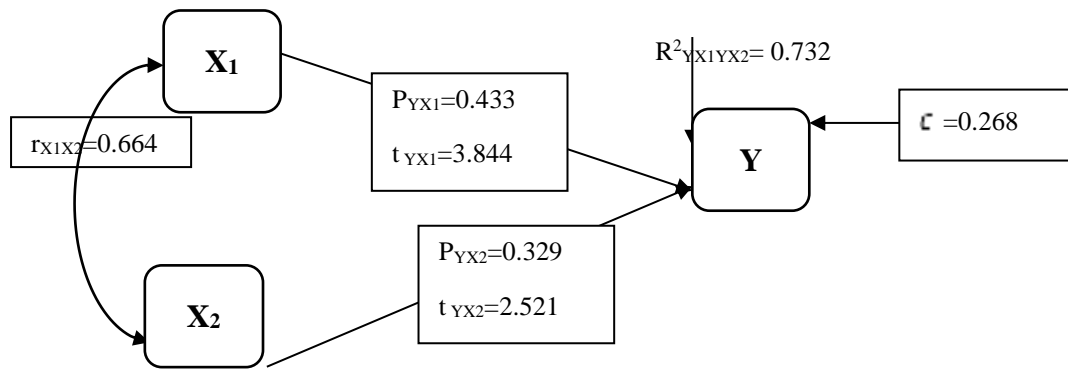 X₁
R²YX1YX2= 0.732
PYX1=0.433
tYX1=3.844
rX1X2=0.664
Y
=0.268
PYX2=0.329
tYX2=2.521
X₂